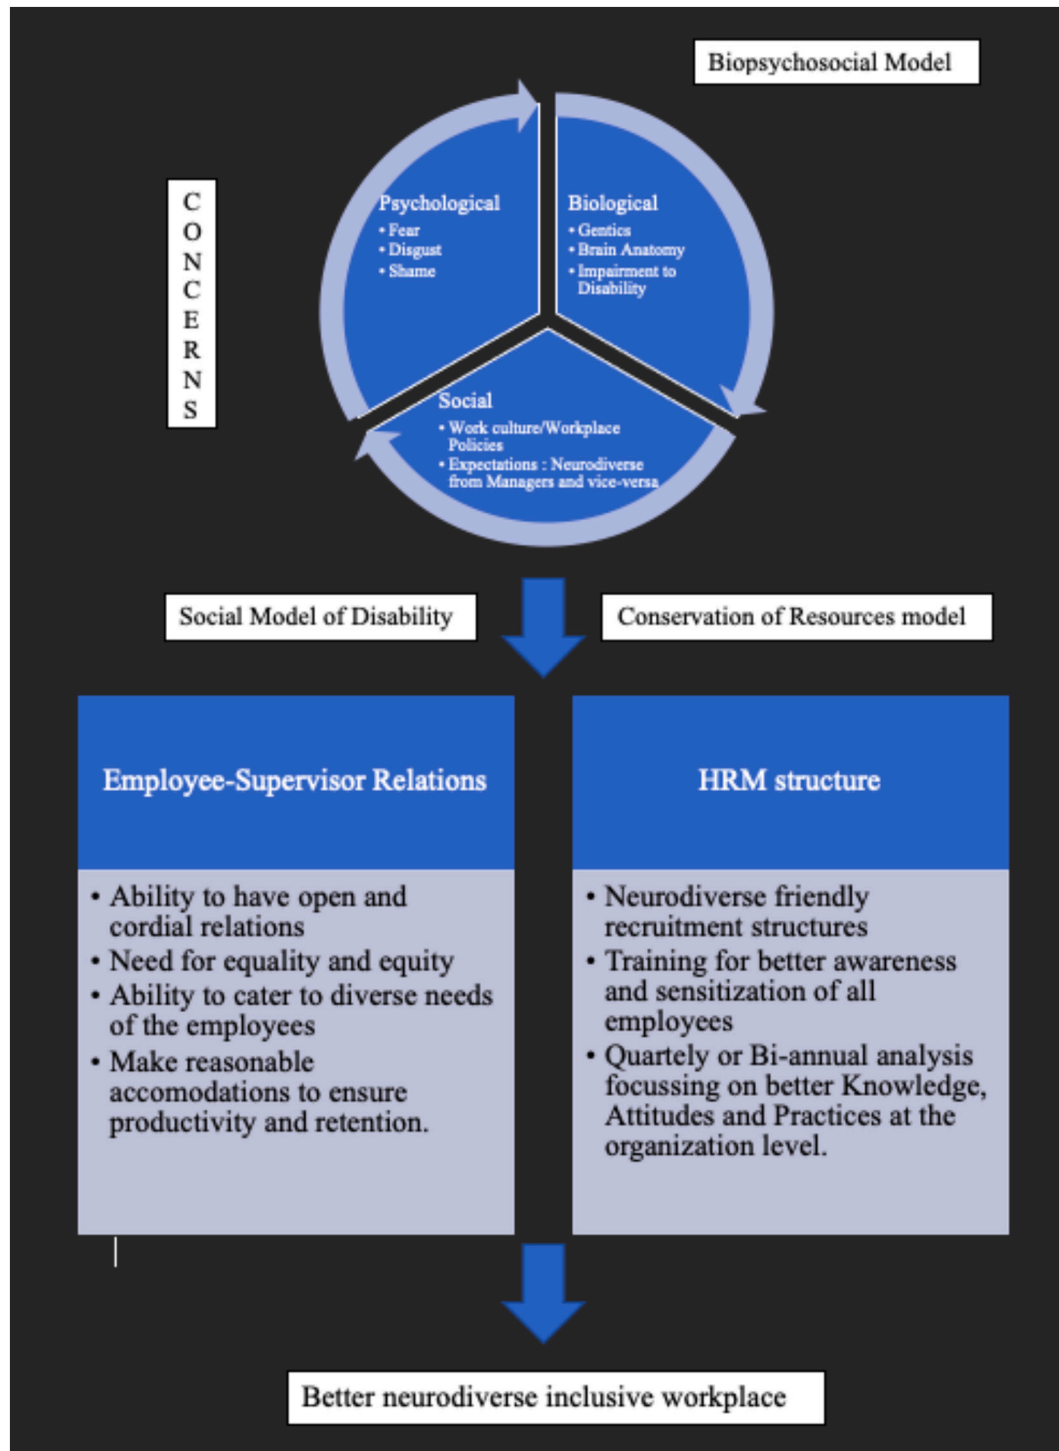 Biopsychosocial Model
C
O
N
C
E
R
N
S
Psychological
• Fear
• Disgust
• Shame
Biological
• Gentics
• Brain Anatomy
• Impairment to
Disability
Social
• Work culture/Workplace
Policies
• Expectations : Neurodiverse
from Managers and vice-versa
Social Model of Disability
Conservation of Resources model
Employee-Supervisor Relations
• Ability to have open and
cordial relations
• Need for equality and equity
• Ability to cater to diverse needs
of the employees
• Make reasonable
accomodations to ensure
productivity and retention.
HRM structure
• Neurodiverse friendly
recruitment structures
• Training for better awareness
and sensitization of all
employees
• Quartely or Bi-annual analysis
focussing on better Knowledge,
Attitudes and Practices at the
organization level.
Better neurodiverse inclusive workplace